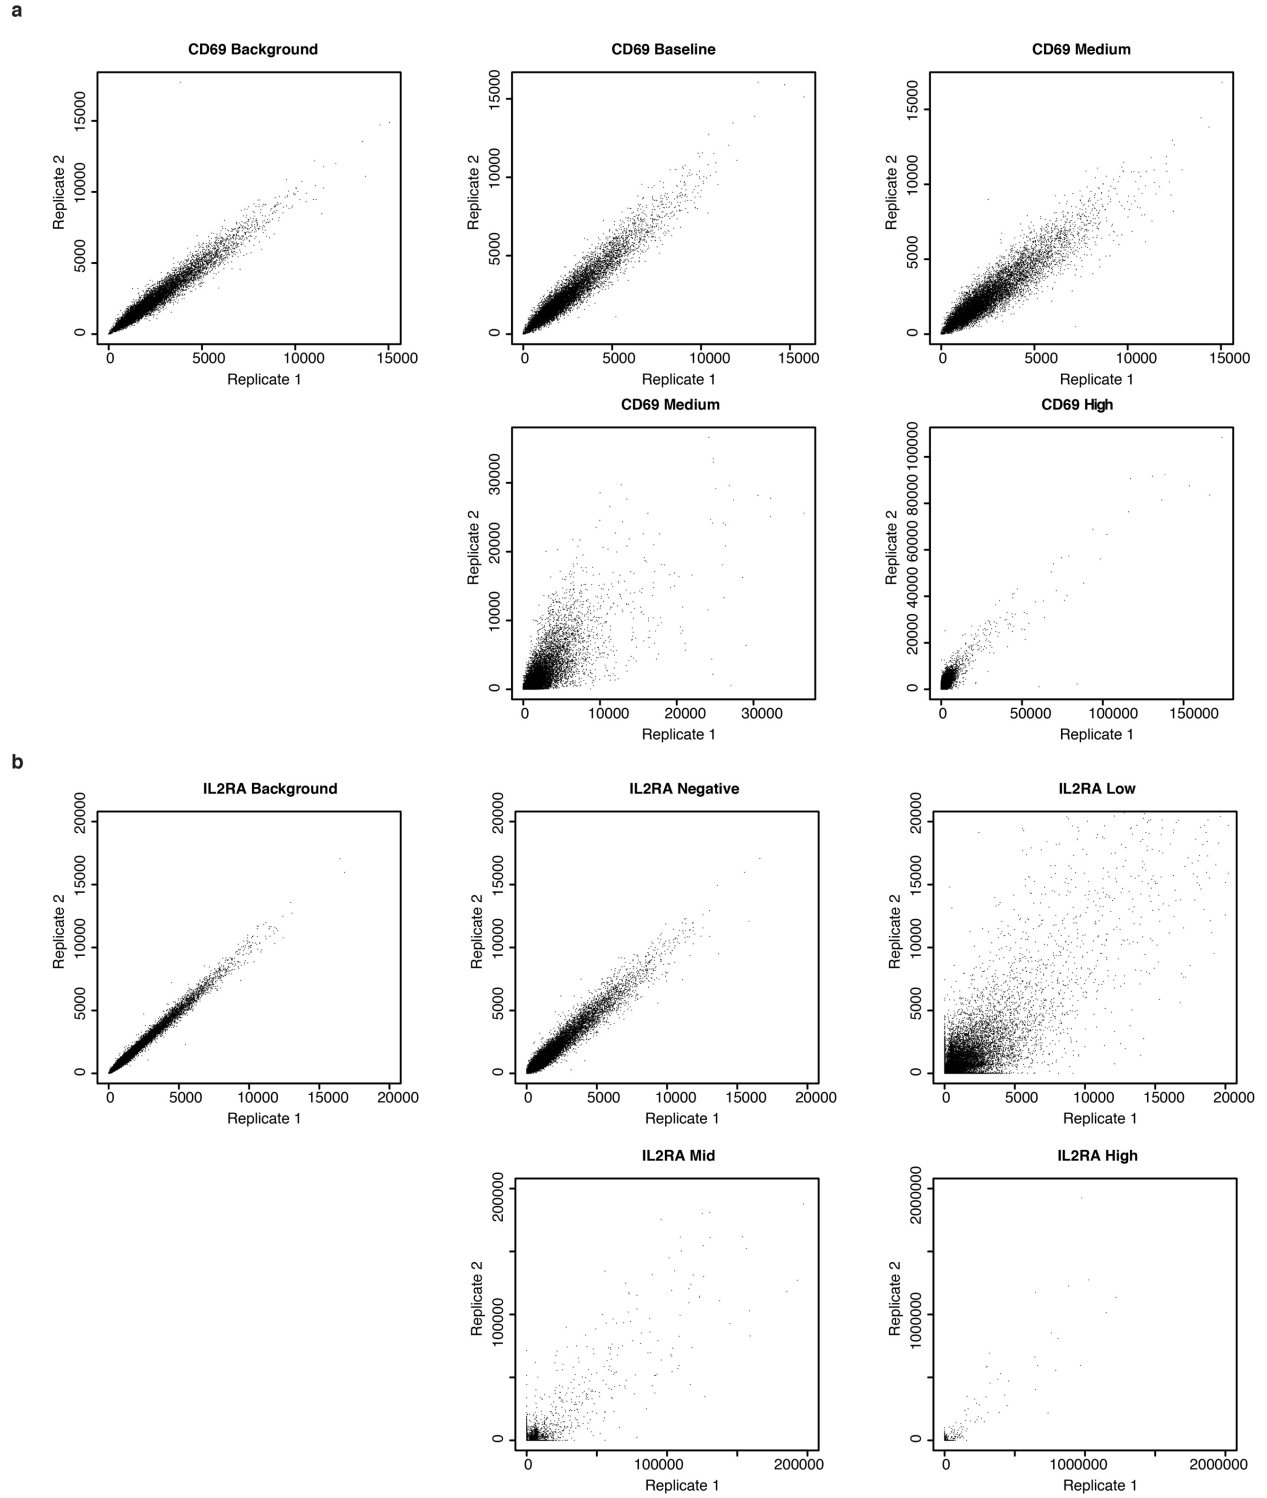 a
CD69 Background
CD69 Baseline
CD69 Medium
Replicate 2
0 5000 10000 15000
0 5000 10000 15000
Replicate 1
Replicate 2
0 5000 10000 15000
0 5000 10000 15000
Replicate 1
Replicate 2
0 5000 10000 15000
0 5000 10000 15000
Replicate 1
CD69 Medium
CD69 High
Replicate 2
0 10000 20000 30000
0 10000 20000 30000
Replicate 1
Replicate 2
0 20000 40000 60000 80000 100000
0 50000 100000 150000
Replicate 1
b
IL2RA Background
IL2RA Negative
IL2RA Low
Replicate 2
0 5000 10000 15000 20000
0 5000 10000 15000 20000
Replicate 1
Replicate 2
0 5000 10000 15000 20000
0 5000 10000 15000 20000
Replicate 1
Replicate 2
0 5000 10000 15000 20000
0 5000 10000 15000 20000
Replicate 1
IL2RA Mid
IL2RA High
Replicate 2
0 100000 200000
0 100000 200000
Replicate 1
Replicate 2
0 1000000 2000000
0 1000000 2000000
Replicate 1